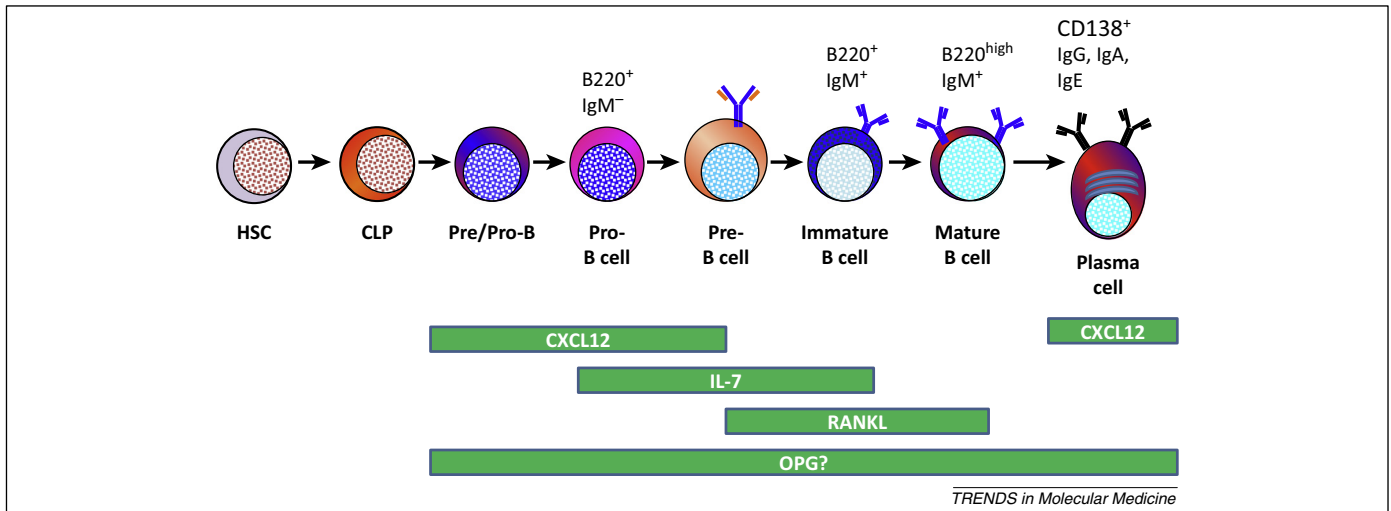 B220⁺
IgM⁻
B220⁺
IgM⁺
B220ʰⁱᵍʰ
IgM⁺
CD138⁺
IgG, IgA,
IgE
HSC
CLP
Pre/Pro-B
Pro-
B cell
Pre-
B cell
Immature
B cell
Mature
B cell
Plasma
cell
CXCL12
CXCL12
IL-7
RANKL
OPG?
TRENDS in Molecular Medicine